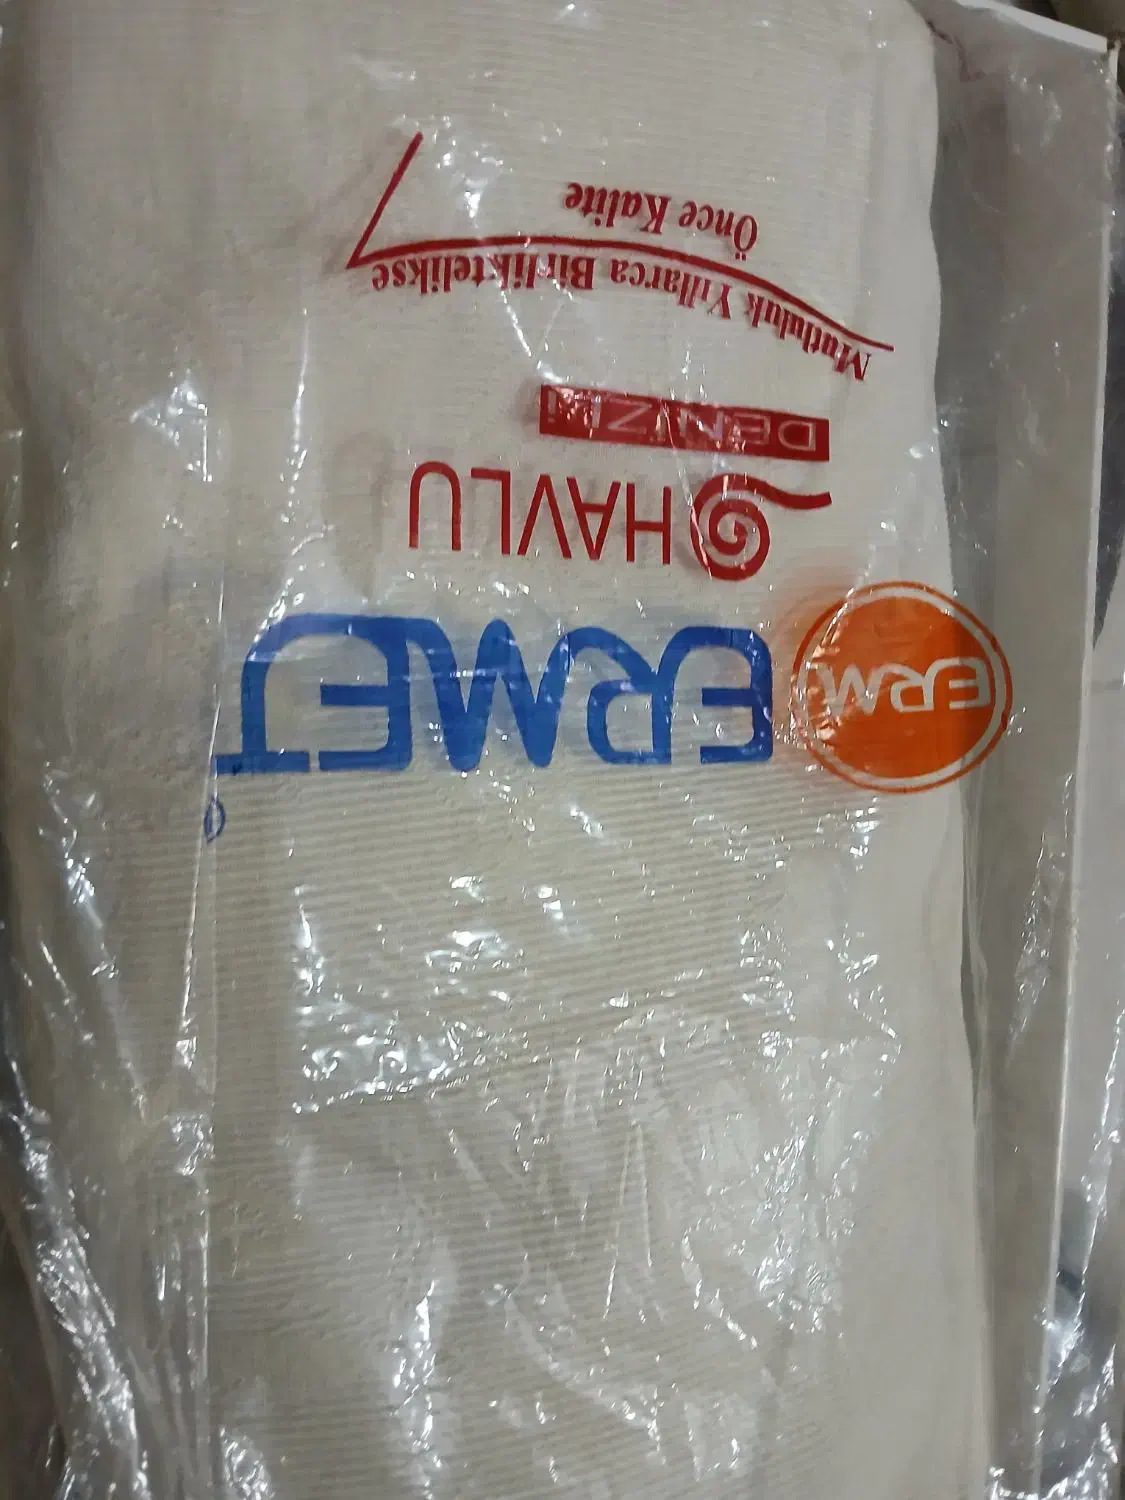 ERM ERMET
HAVLU
DENİZLİ
Mutluluk Yıllarca Birliktelikse
Önce Kalite